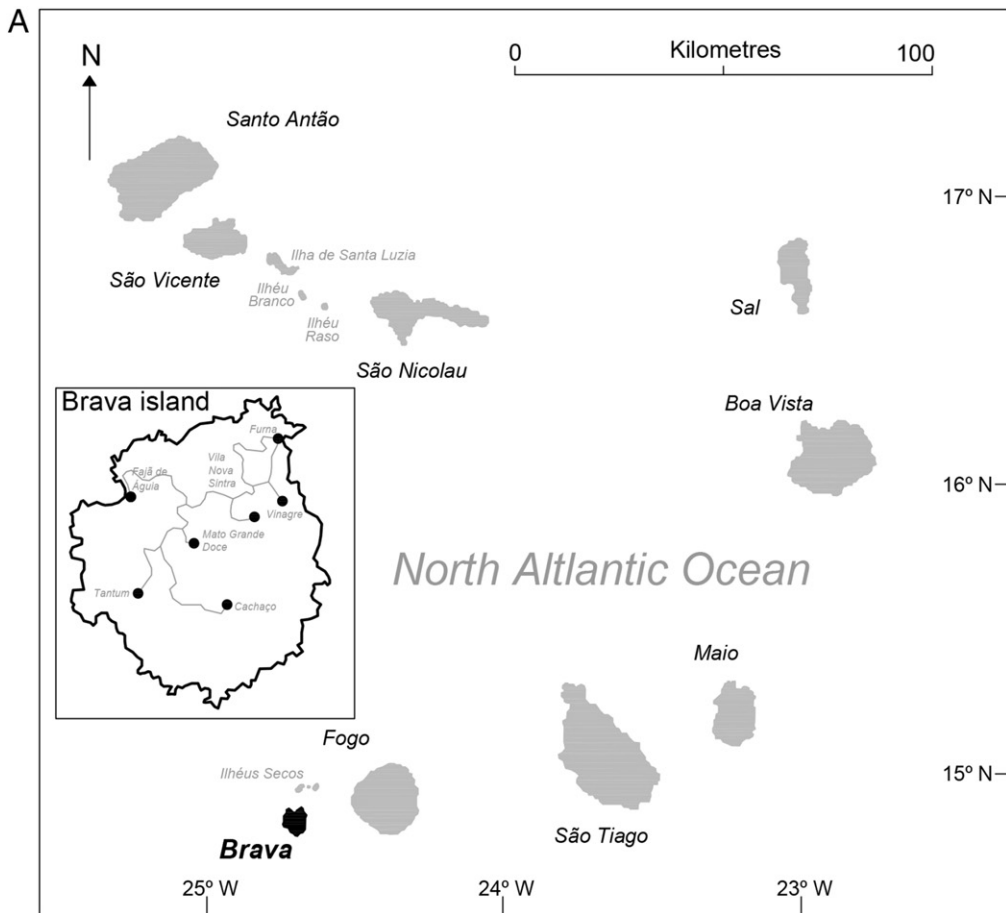 A
N
0 Kilometres 100
Santo Antão
17º N
São Vicente
Ilha de Santa Luzia
Ilhéu
Branco
Ilhéu
Raso
São Nicolau
Sal
Boa Vista
16º N
Brava island
Furna
Vila
Nova
Sintra
Fajã de
Águia
Vinagre
Mato Grande
Doce
Tantum
Cachaço
North Altlantic Ocean
Maio
Fogo
Ilhéus Secos
15º N
São Tiago
Brava
25º W
24º W
23º W